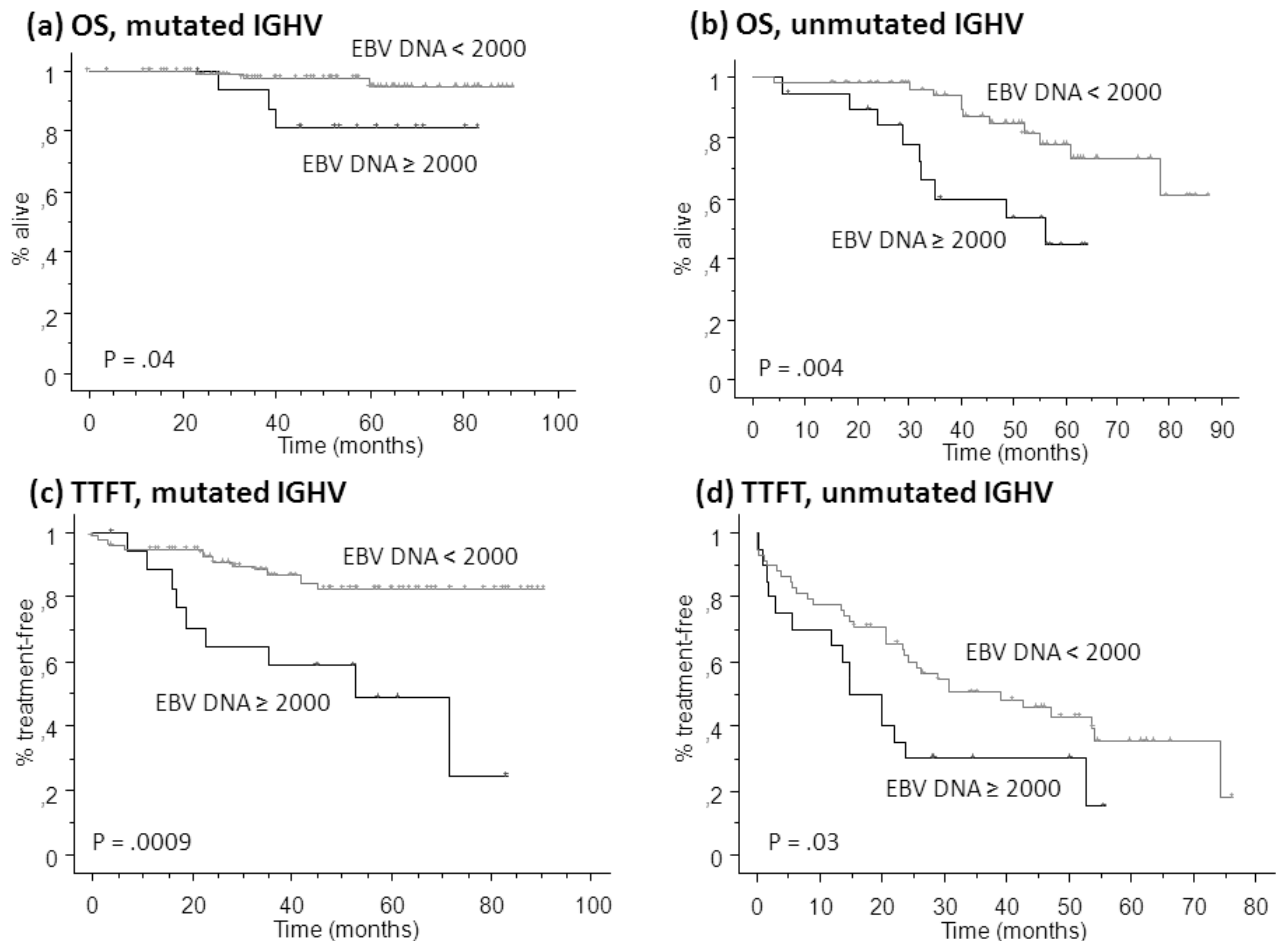 (a) OS, mutated IGHV
EBV DNA < 2000
1
,8
,6
,4
,2
0
% alive
EBV DNA ≥ 2000
P = .04
0 20 40 60 80 100
Time (months)
(b) OS, unmutated IGHV
EBV DNA < 2000
1
,8
,6
,4
,2
0
% alive
EBV DNA ≥ 2000
P = .004
0 10 20 30 40 50 60 70 80 90
Time (months)
(c) TTFT, mutated IGHV
EBV DNA < 2000
1
,8
,6
,4
,2
0
% treatment-free
EBV DNA ≥ 2000
P = .0009
0 20 40 60 80 100
Time (months)
(d) TTFT, unmutated IGHV
EBV DNA < 2000
1
,8
,6
,4
,2
0
% treatment-free
EBV DNA ≥ 2000
P = .03
0 10 20 30 40 50 60 70 80
Time (months)